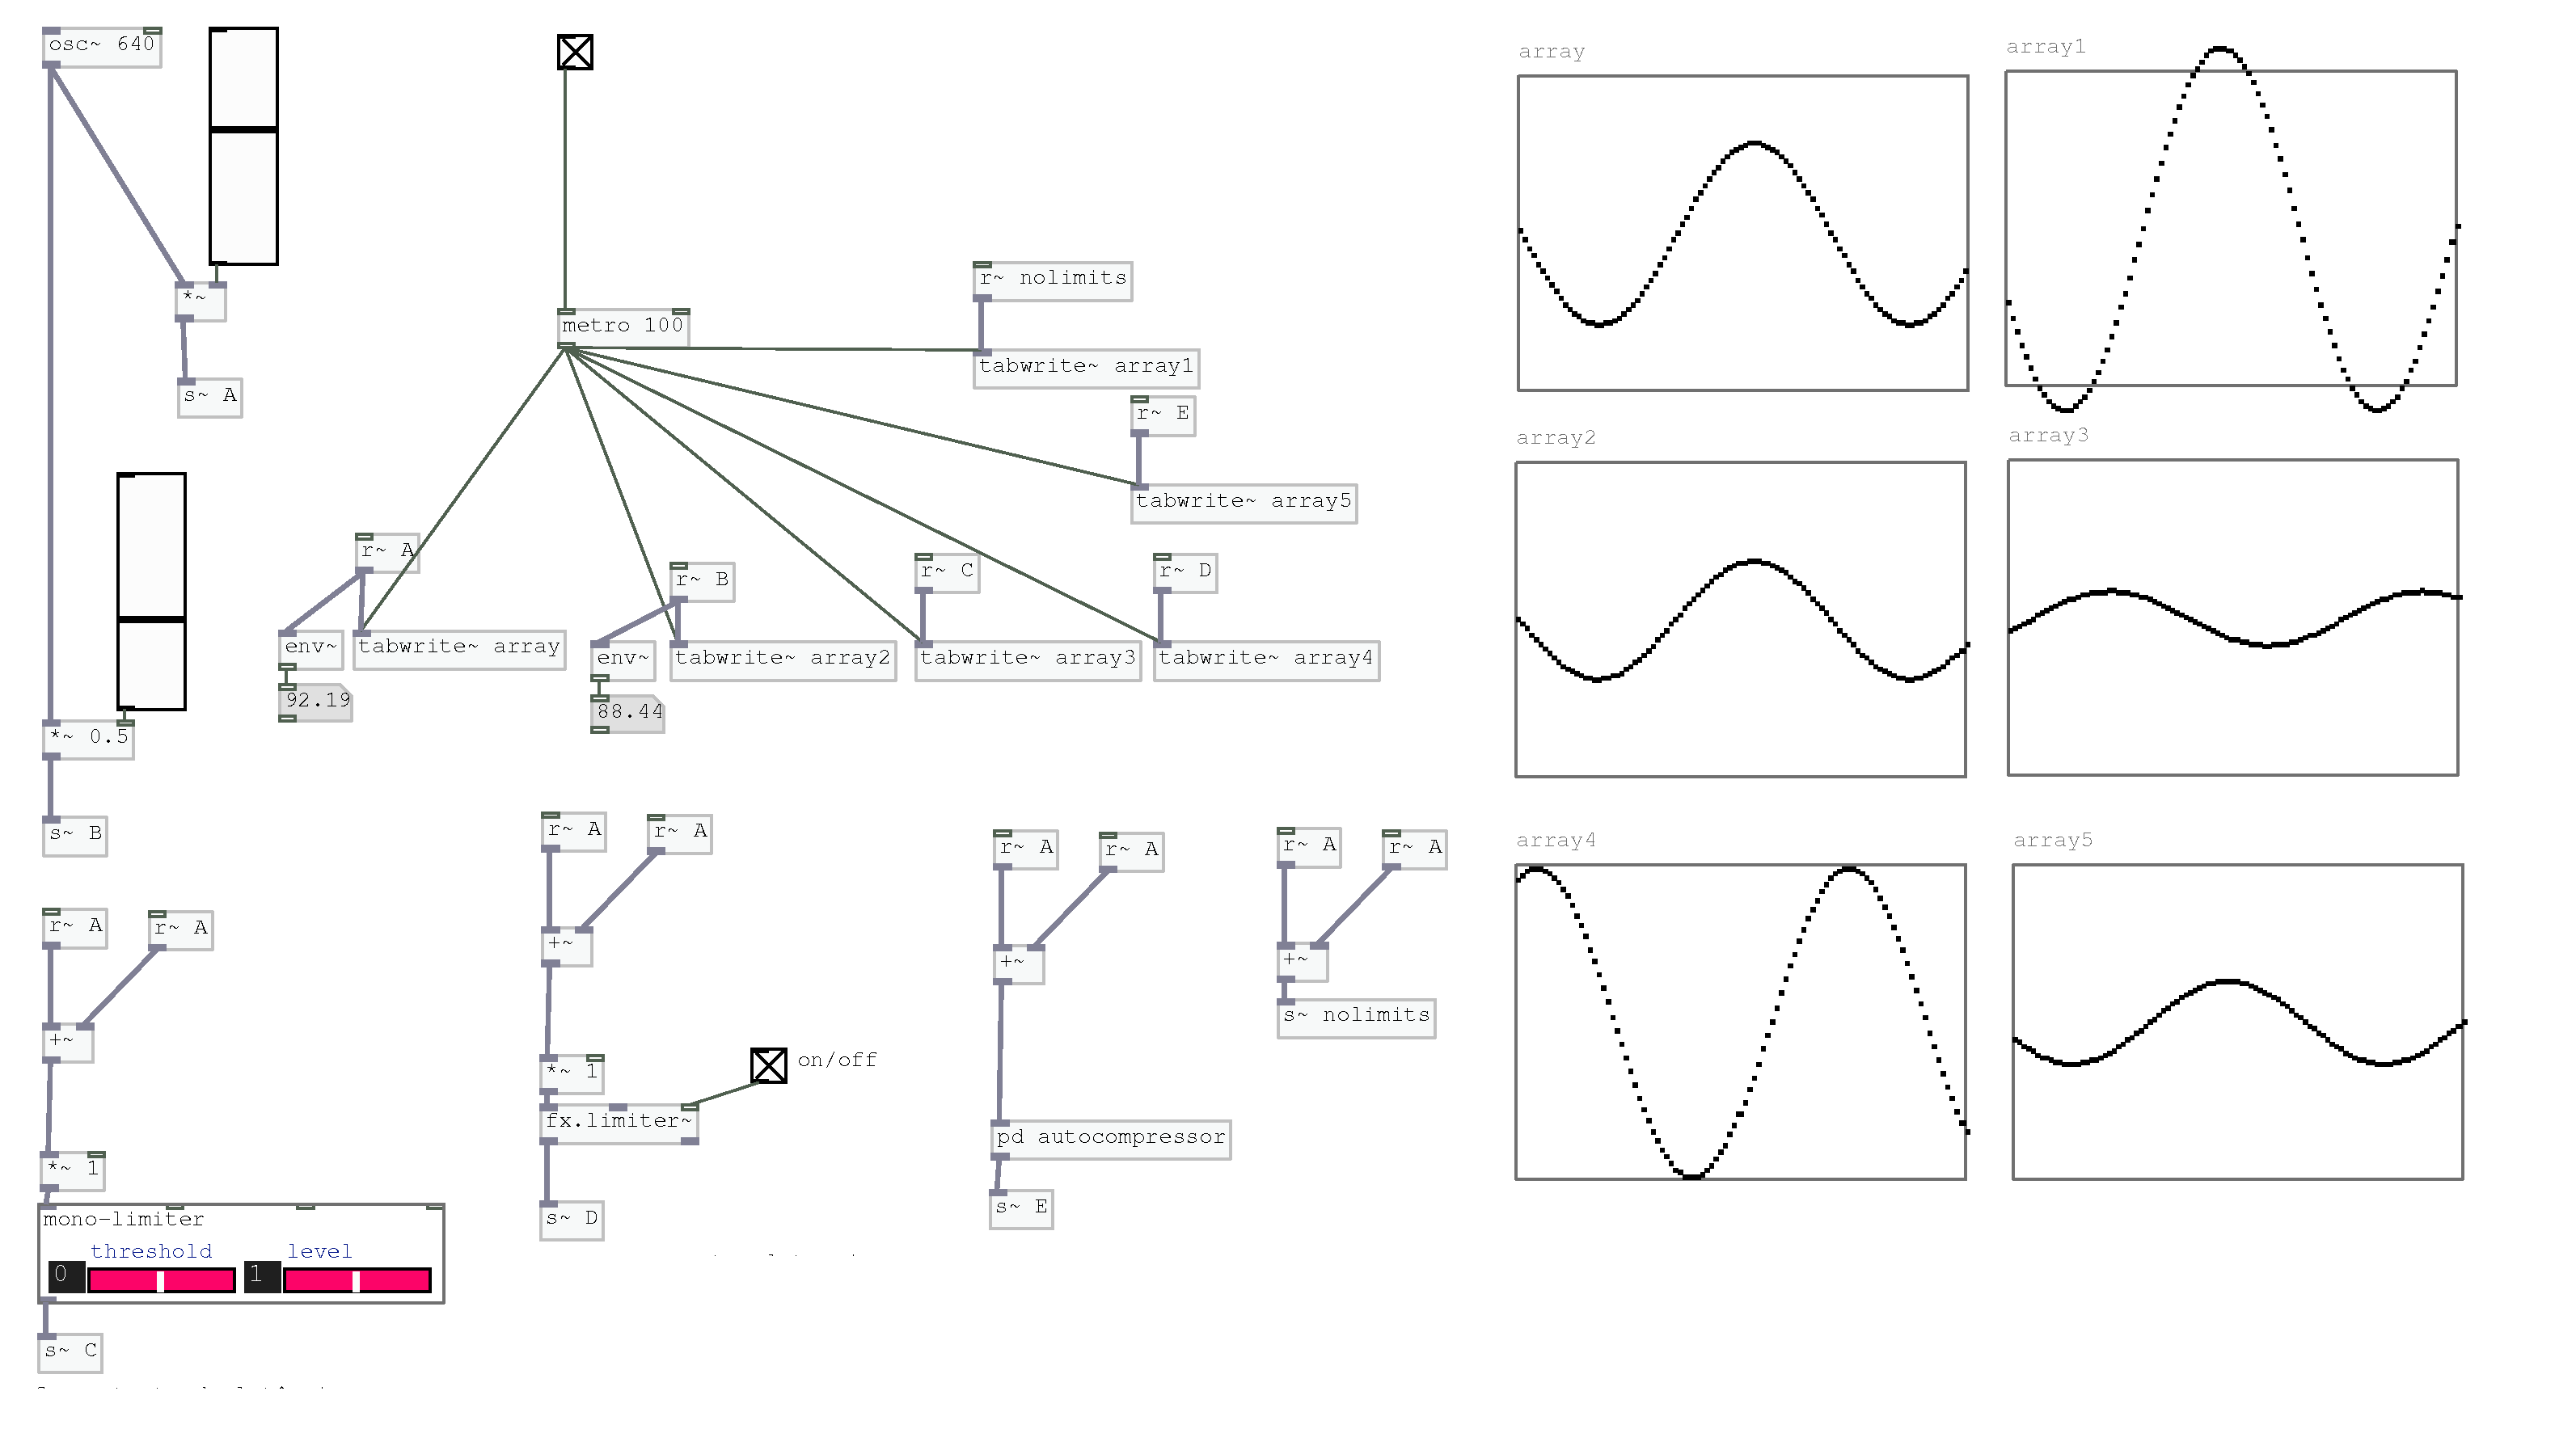 osc~ 640
*~
s~ A
*~ 0.5
s~ B
metro 100
r~ nolimits
tabwrite~ array1
r~ E
tabwrite~ array5
r~ A
env~
tabwrite~ array
92.19
r~ B
env~
tabwrite~ array2
88.44
r~ C
tabwrite~ array3
r~ D
tabwrite~ array4
r~ A
r~ A
+~
*~ 1
mono-limiter
threshold
level
0
1
s~ C
r~ A
r~ A
+~
*~ 1
on/off
fx.limiter~
s~ D
r~ A
r~ A
+~
pd autocompressor
s~ E
r~ A
r~ A
+~
s~ nolimits
array
array1
array2
array3
array4
array5